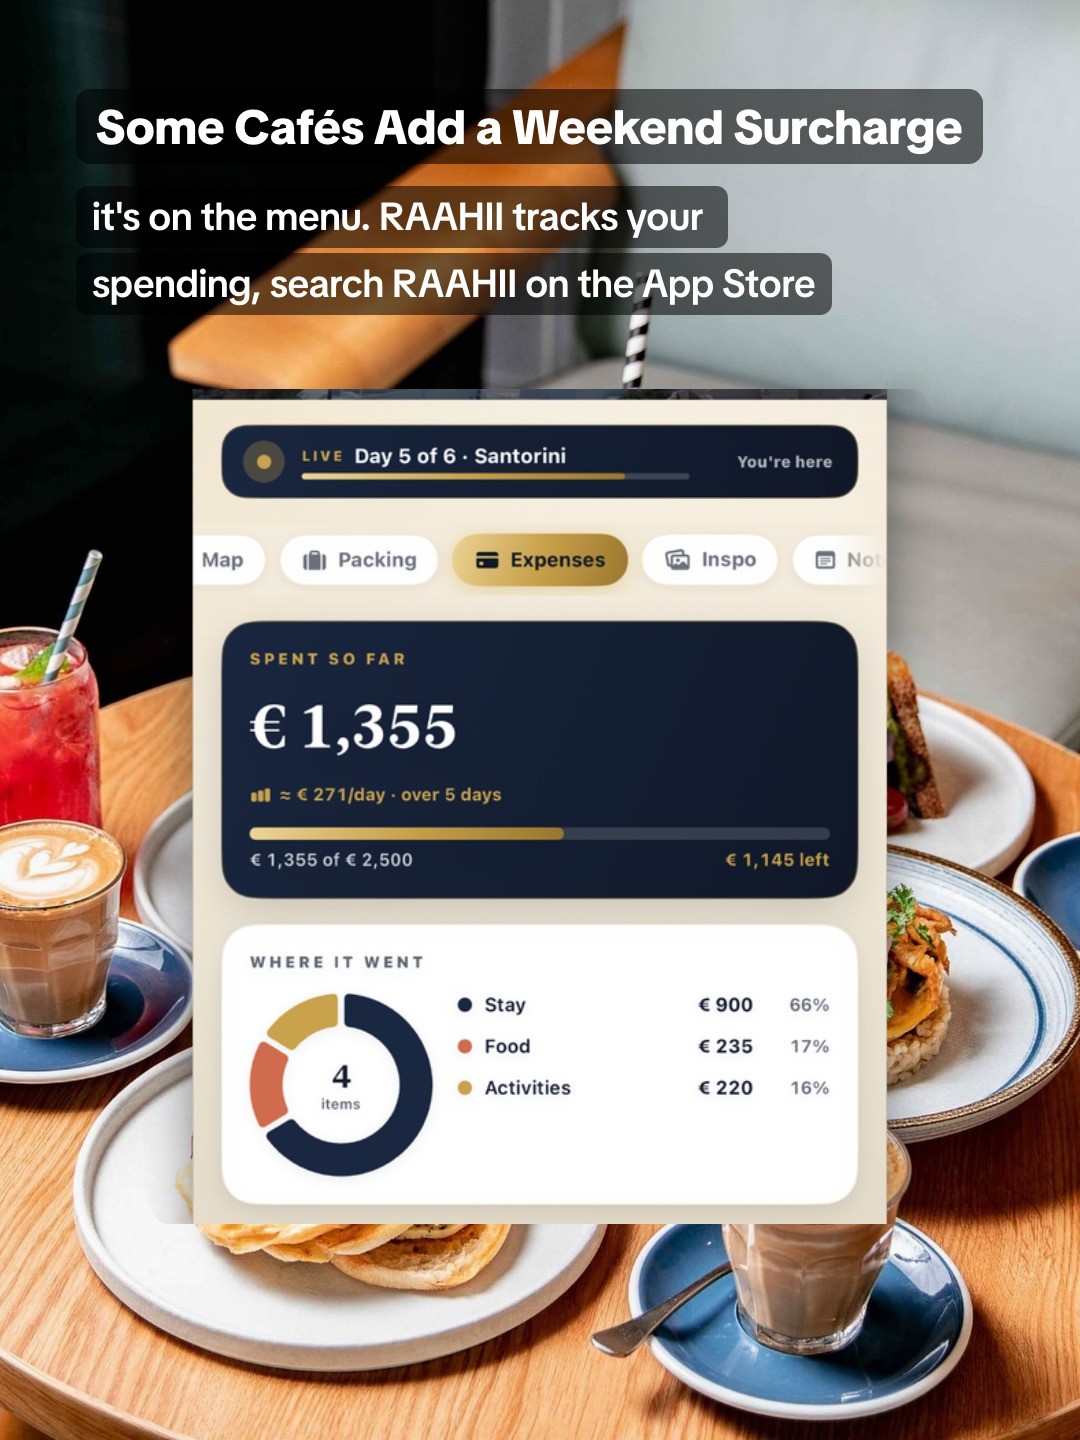 Some Cafés Add a Weekend Surcharge
it's on the menu. RAAHII tracks your
spending, search RAAHII on the App Store
LIVE Day 5 of 6 · Santorini
You're here
Map Packing Expenses Inspo
SPENT SO FAR
€ 1,355
≈ € 271/day · over 5 days
€ 1,355 of € 2,500
€ 1,145 left
WHERE IT WENT
4
items
Stay € 900 66%
Food € 235 17%
Activities € 220 16%